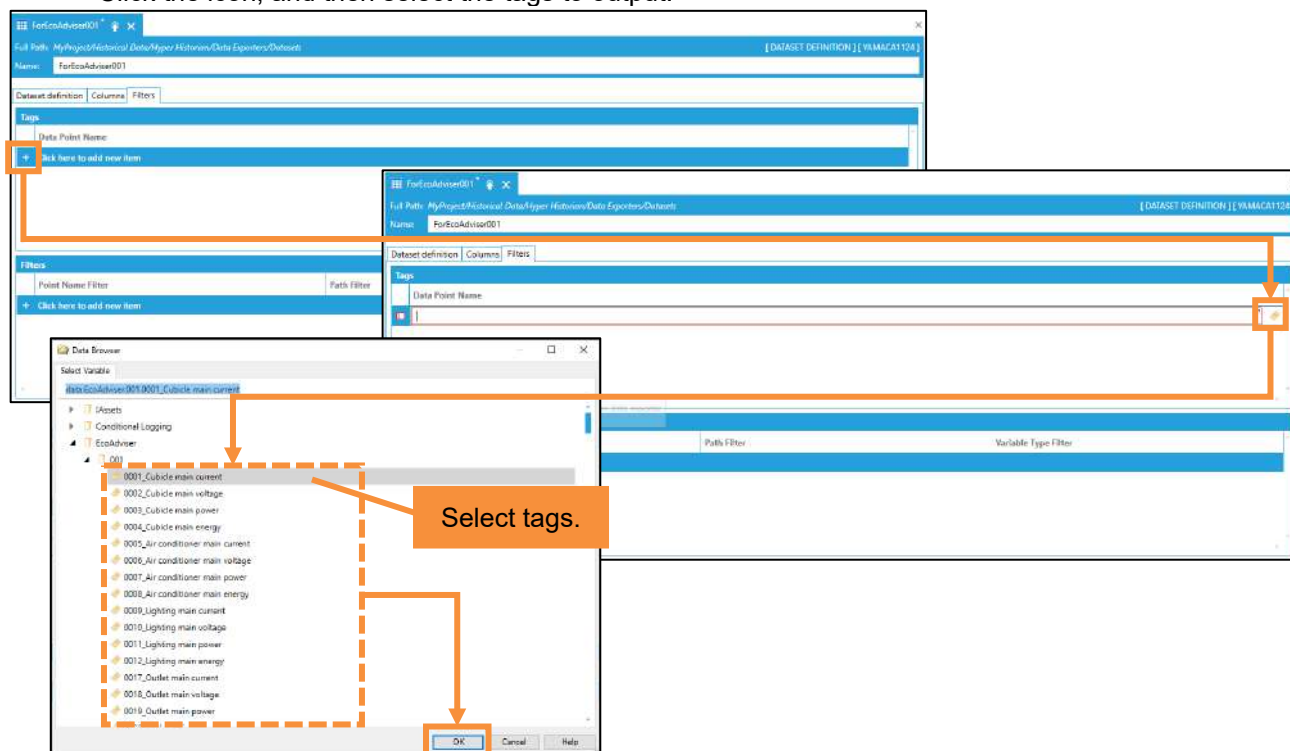 Click the icon, and then select the tags to output.
ForEcoAdviser001*
Full Path: MyProject/Historical Data/Hyper Historian/Data Exporters/Datasets
[ DATASET DEFINITION ] [ YAMACA1124 ]
Name: ForEcoAdviser001
Dataset definition Columns Filters
Tags
Data Point Name
Click here to add new item
Filters
Point Name Filter Path Filter
Click here to add new item
ForEcoAdviser001*
Full Path: MyProject/Historical Data/Hyper Historian/Data Exporters/Datasets
[ DATASET DEFINITION ] [ YAMACA1124
Name: ForEcoAdviser001
Dataset definition Columns Filters
Tags
Data Point Name
Path Filter Variable Type Filter
Data Browser
Select Variable
data:EcoAdviser.001.0001_Cubicle main current
Conditional Logging
EcoAdviser
001
0001_Cubicle main current
0002_Cubicle main voltage
0003_Cubicle main power
0004_Cubicle main energy
0005_Air conditioner main current
0006_Air conditioner main voltage
0007_Air conditioner main power
0008_Air conditioner main energy
0009_Lighting main current
0010_Lighting main voltage
0011_Lighting main power
0012_Lighting main energy
0017_Outlet main current
0018_Outlet main voltage
0019_Outlet main power
OK Cancel Help
Select tags.